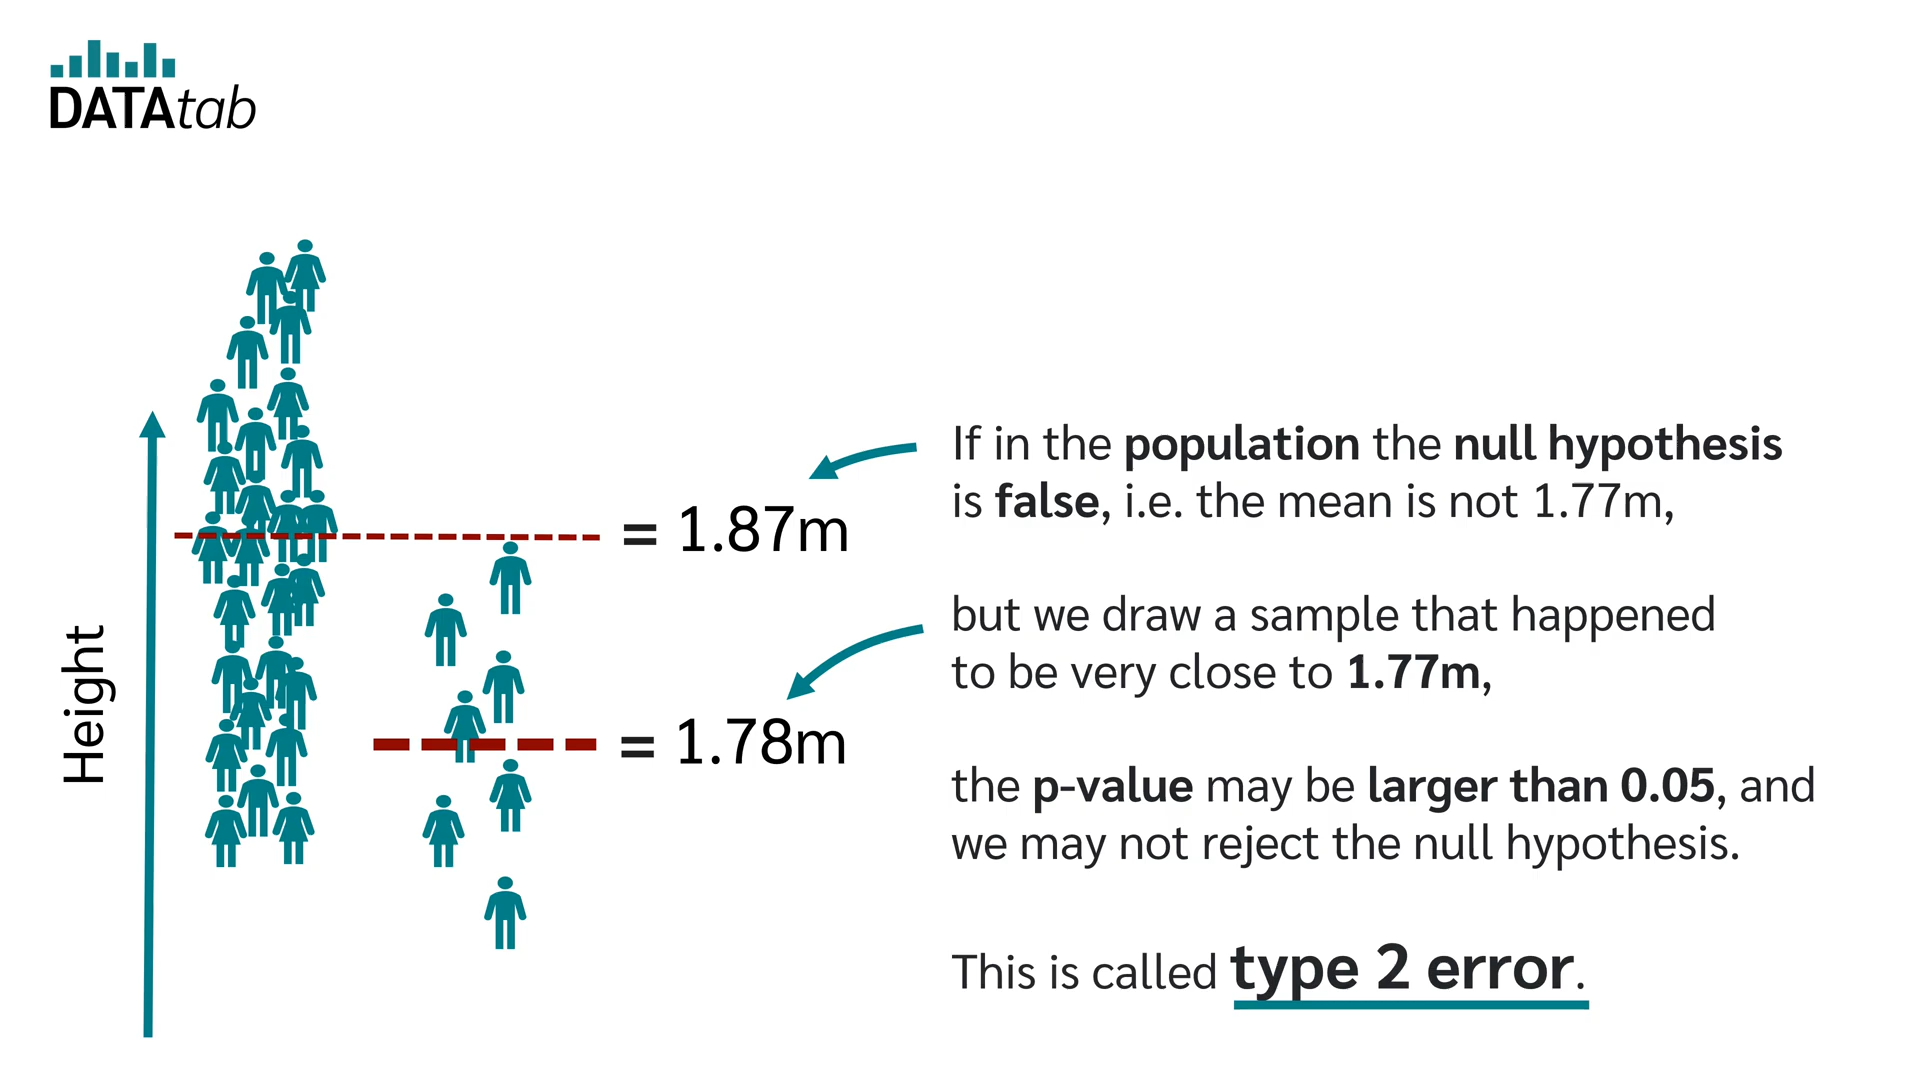 DATAtab
Height
= 1.87m
= 1.78m
If in the population the null hypothesis
is false, i.e. the mean is not 1.77m,
but we draw a sample that happened
to be very close to 1.77m,
the p-value may be larger than 0.05, and
we may not reject the null hypothesis.
This is called type 2 error.